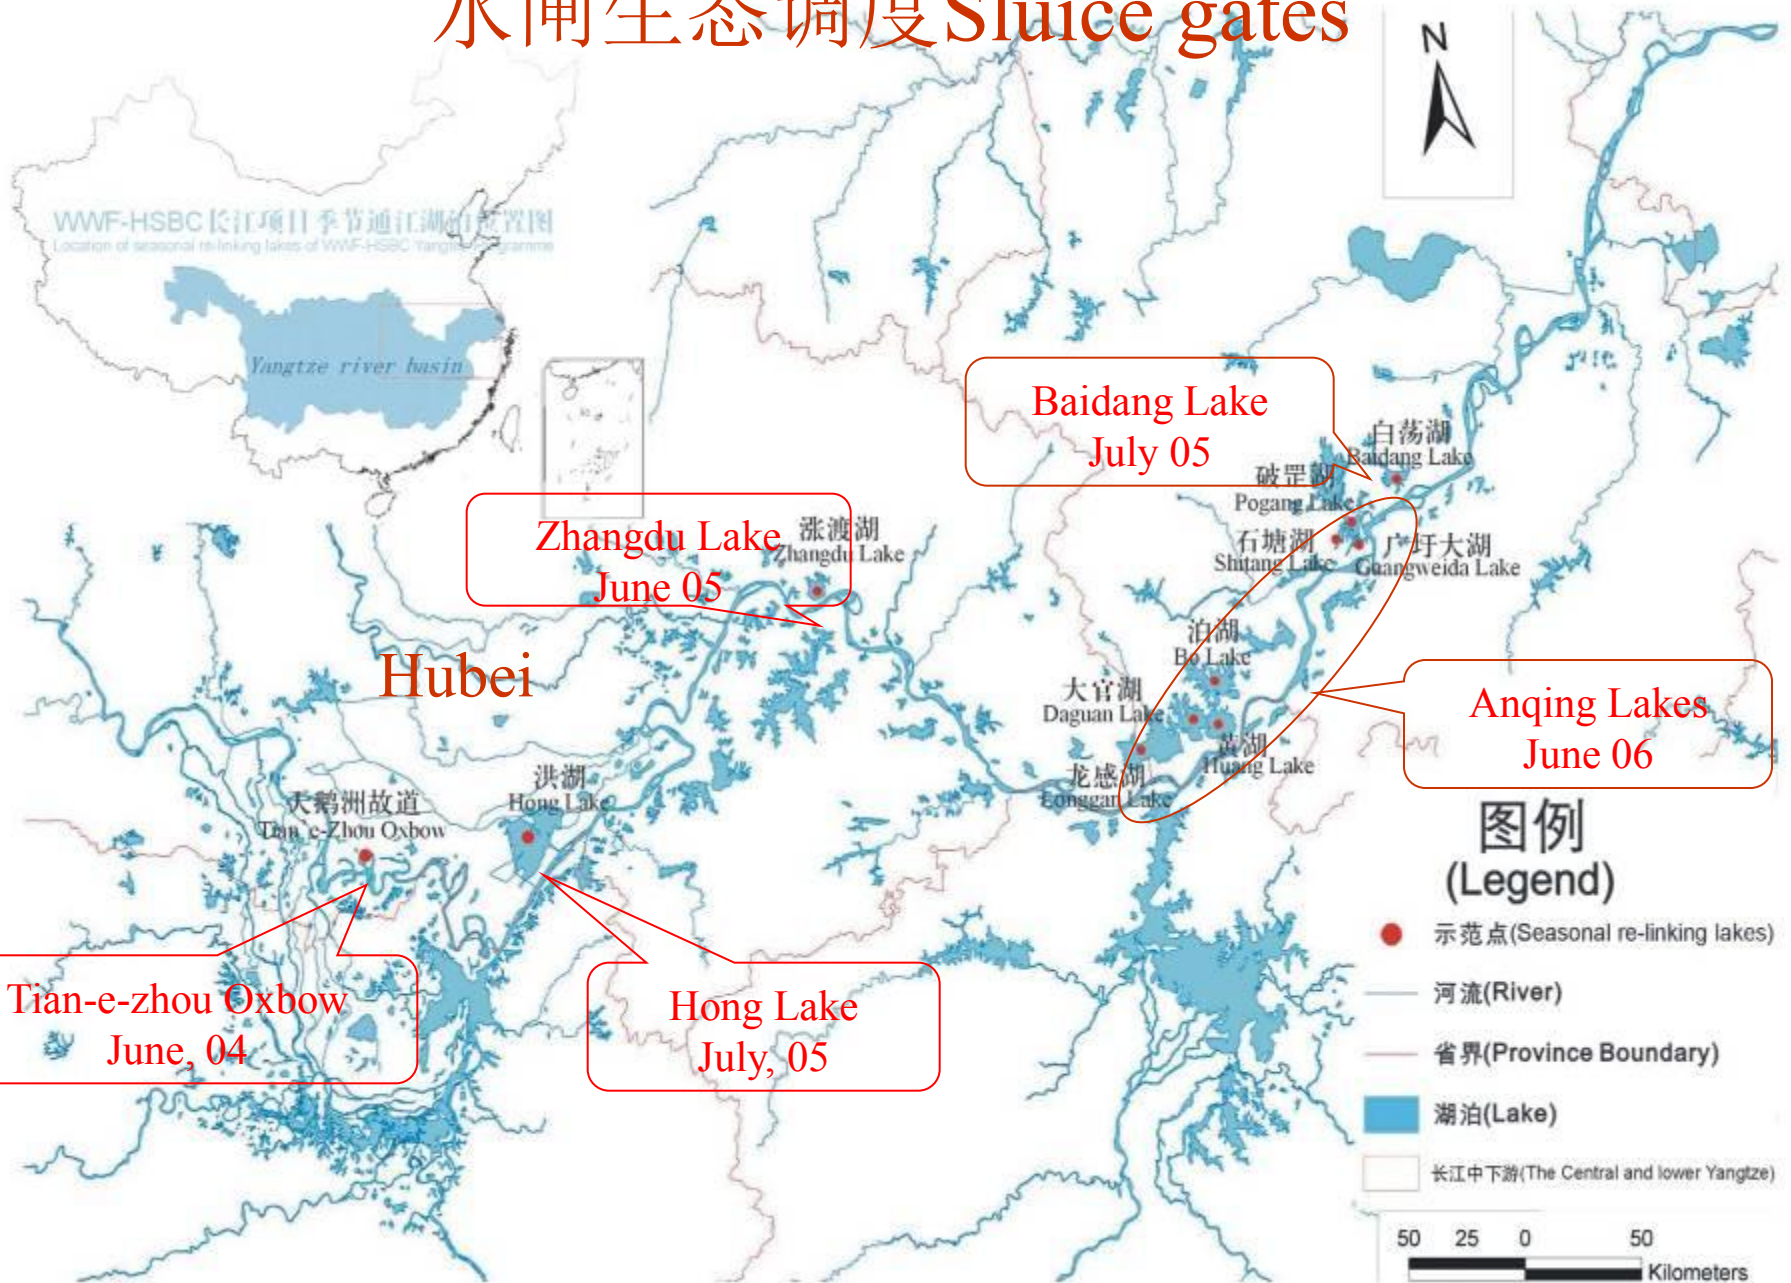 水闸生态调度Sluice gates
N
WWF-HSBC长江项目季节通江湖泊位置图
Location of seasonal re-linking lakes of WWF-HSBC Yangtze Programme
Yangtze river basin
Baidang Lake
July 05
白荡湖
Baidang Lake
破罡湖
Pogang Lake
石塘湖
Shitang Lake
广圩大湖
Guangweida Lake
Zhangdu Lake
June 05
涨渡湖
Zhangdu Lake
Hubei
泊湖
Bo Lake
大官湖
Daguan Lake
黄湖
Huang Lake
龙感湖
Longgan Lake
Anqing Lakes
June 06
天鹅洲故道
Tian e-Zhou Oxbow
洪湖
Hong Lake
Tian-e-zhou Oxbow
June, 04
Hong Lake
July, 05
图例
(Legend)
示范点(Seasonal re-linking lakes)
河流(River)
省界(Province Boundary)
湖泊(Lake)
长江中下游(The Central and lower Yangtze)
50 25 0 50
Kilometers